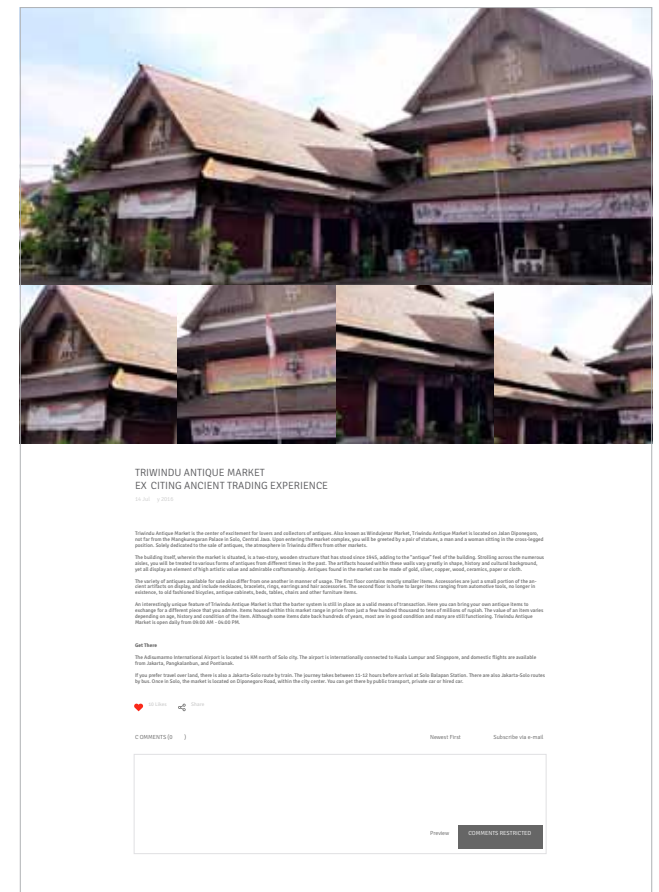 TRIWINDU ANTIQUE MARKET
EX CITING ANCIENT TRADING EXPERIENCE
14 Jul y 2019
Triwindu Antique Market is the center of excitement for lovers and collectors of antiques. Also known as Windujenar Market, Triwindu Antique Market is located on Jalan Diponegoro,
not far from the Mangkunegaran Palace in Solo, Central Java. Upon entering the market complex, you will be greeted by a pair of statues, a man and a woman sitting in the cross-legged
position. Solely dedicated to the sale of antiques, the atmosphere in Triwindu differs from other markets.
The building itself, wherein the market is situated, is a two-story, wooden structure that has stood since 1945, adding to the "antique" feel of the building. Strolling across the numerous
aisles, you will be treated to various forms of antiques from different times in the past. The artifacts housed within these walls vary greatly in shape, history and cultural background,
yet all display an element of high artistic value and admirable craftsmanship. Antiques found in the market can be made of gold, silver, copper, wood, ceramics, paper or cloth.
The variety of antiques available for sale also differ from one another in manner of usage. The first floor contains mostly smaller items. Accessories are just a small portion of the an-
cient artifacts on display, and include necklaces, bracelets, rings, earrings and hair accessories. The second floor is home to larger items ranging from automotive tools, no longer in
existence, to old fashioned bicycles, antique cabinets, beds, tables, chairs and other furniture items.
An interestingly unique feature of Triwindu Antique Market is that the barter system is still in place as a valid means of transaction. Here you can bring your own antique items to
exchange for a different place that you admire. Items housed within this market range in price from just a few hundred thousand to tens of millions of rupiah. The value of an item varies
depending on age, history and condition of the item. Although some items date back hundreds of years, most are in good condition and many are still functioning. Triwindu Antique
Market is open daily from 09.00 AM - 04.00 PM.
Get There
The Adisumarmo International Airport is located 14 KM north of Solo city. The airport is internationally connected to Kuala Lumpur and Singapore, and domestic flights are available
from Jakarta, Pangkalanbun, and Pontianak.
If you prefer travel over land, there is also a Jakarta-Solo route by train. The journey takes between 11-12 hours before arrival at Solo Balapan Station. There are also Jakarta-Solo routes
by bus. Once in Solo, the market is located on Diponegoro Road, within the city center. You can get there by public transport, private car or hired car.
Likes Share
C OMMENTS (0 ) Newest First Subscribe via e-mail
Preview COMMENTS RESTRICTED